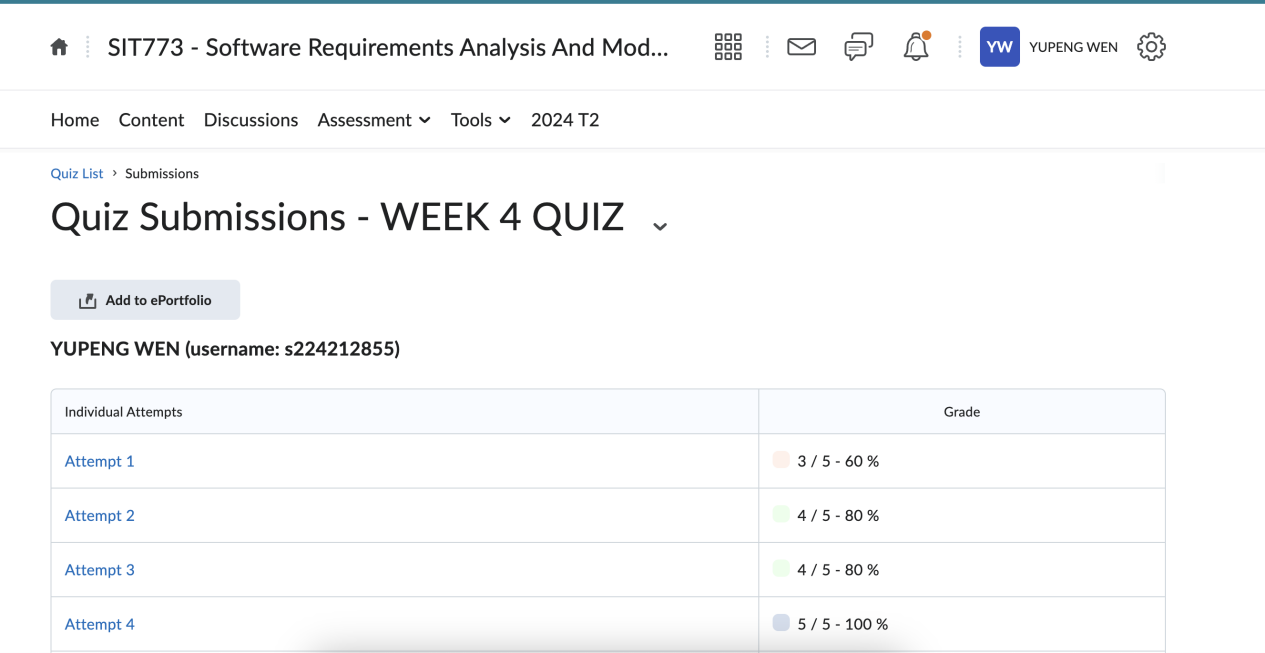 SIT773 - Software Requirements Analysis And Mod...
YW YUPENG WEN
Home Content Discussions Assessment Tools 2024 T2
Quiz List › Submissions
Quiz Submissions - WEEK 4 QUIZ
Add to ePortfolio
YUPENG WEN (username: s224212855)
Individual Attempts Grade
Attempt 1 3 / 5 - 60 %
Attempt 2 4 / 5 - 80 %
Attempt 3 4 / 5 - 80 %
Attempt 4 5 / 5 - 100 %